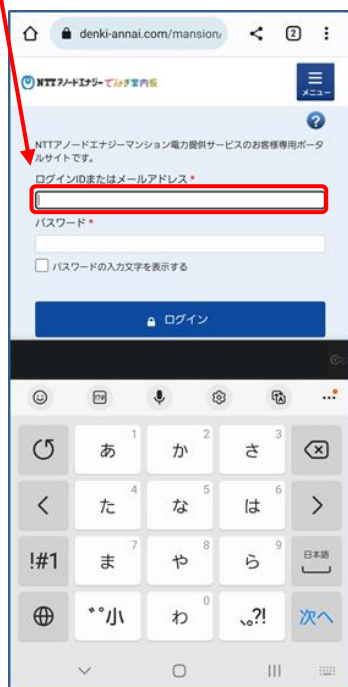 denki-annai.com/mansion/
2
NTTアノードエナジー でんき案内板
メニュー
?
NTTアノードエナジーマンション電力提供サービスのお客様専用ポータルサイトです。
ログインIDまたはメールアドレス *
パスワード *
パスワードの入力文字を表示する
ログイン
あ 1 か 2 さ 3
た 4 な 5 は 6
!#1 ま 7 や 8 ら 9 日本語
゛゜小 わ 0 、。?! 次へ